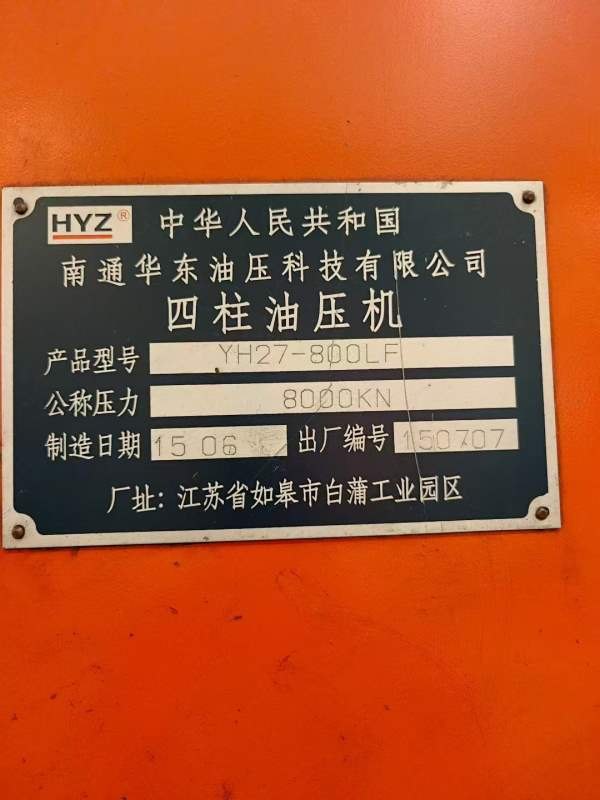 HYZ® 中华人民共和国
南通华东油压科技有限公司
四柱油压机
产品型号 YH27-800LF
公称压力 8000KN
制造日期 15 06 出厂编号 150707
厂址：江苏省如皋市白蒲工业园区